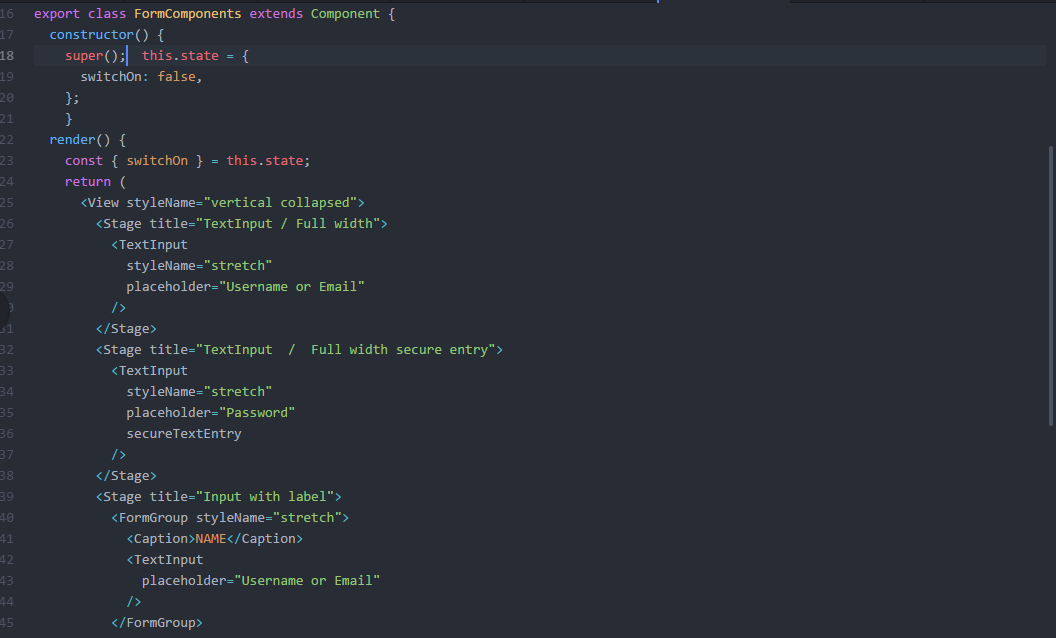 16 export class FormComponents extends Component {
17   constructor() {
18     super();  this.state = {
19       switchOn: false,
20     };
21     }
22   render() {
23     const { switchOn } = this.state;
24     return (
25       <View styleName="vertical collapsed">
26         <Stage title="TextInput / Full width">
27           <TextInput
28             styleName="stretch"
29             placeholder="Username or Email"
0           />
31         </Stage>
32         <Stage title="TextInput  /  Full width secure entry">
33           <TextInput
34             styleName="stretch"
35             placeholder="Password"
36             secureTextEntry
37           />
38         </Stage>
39         <Stage title="Input with label">
40           <FormGroup styleName="stretch">
41             <Caption>NAME</Caption>
42             <TextInput
43               placeholder="Username or Email"
44             />
45           </FormGroup>